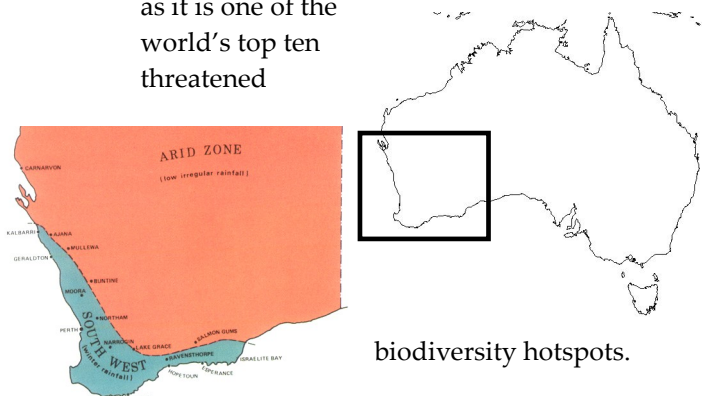 as it is one of the
world's top ten
threatened
ARID ZONE
(low irregular rainfall)
CARNARVON
KALBARRI
AJANA
MULLEWA
GERALDTON
BUNTINE
MOORA
NORTHAM
PERTH
SOUTH WEST
(winter rainfall)
NARROGIN
LAKE GRACE
SALMON GUMS
RAVENSTHORPE
ISRAELITE BAY
HOPETOUN
ESPERANCE
biodiversity hotspots.